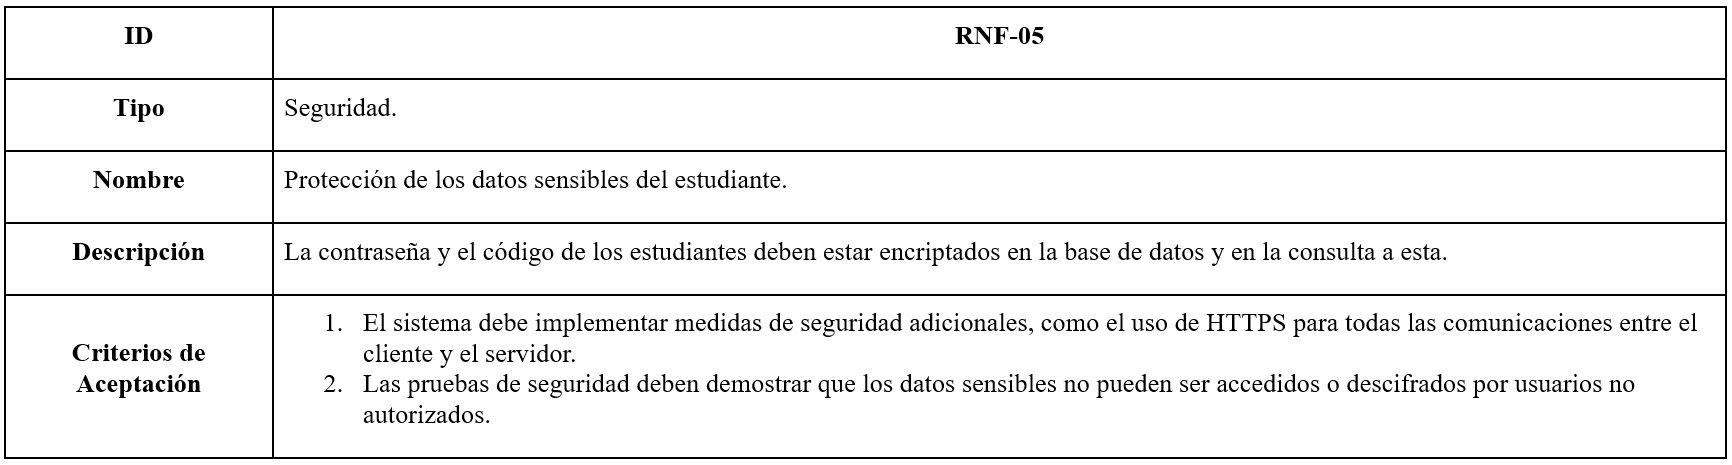 ID
RNF-05
Tipo
Seguridad.
Nombre
Protección de los datos sensibles del estudiante.
Descripción
La contraseña y el código de los estudiantes deben estar encriptados en la base de datos y en la consulta a esta.
Criterios de
Aceptación
1. El sistema debe implementar medidas de seguridad adicionales, como el uso de HTTPS para todas las comunicaciones entre el
cliente y el servidor.
2. Las pruebas de seguridad deben demostrar que los datos sensibles no pueden ser accedidos o descifrados por usuarios no
autorizados.